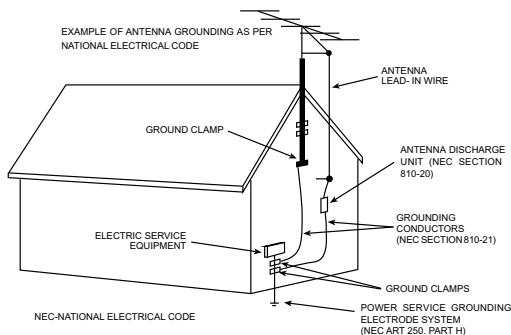 EXAMPLE OF ANTENNA GROUNDING AS PER
NATIONAL ELECTRICAL CODE
ANTENNA
LEAD- IN WIRE
GROUND CLAMP
ANTENNA DISCHARGE
UNIT (NEC SECTION
810-20)
ELECTRIC SERVICE
EQUIPMENT
GROUNDING
CONDUCTORS
(NEC SECTION 810-21)
GROUND CLAMPS
NEC-NATIONAL ELECTRICAL CODE
POWER SERVICE GROUNDING
ELECTRODE SYSTEM
(NEC ART 250. PART H)